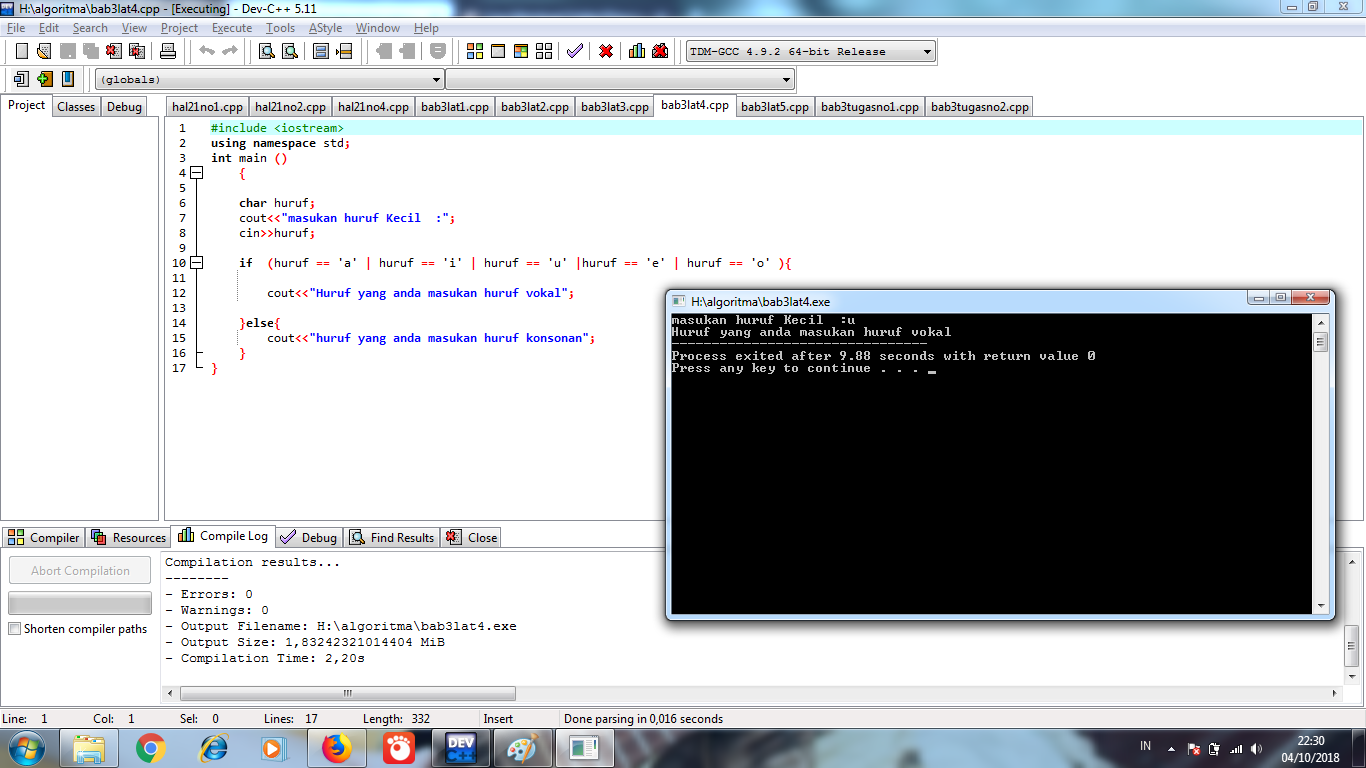 H:\algoritma\bab3lat4.cpp - [Executing] - Dev-C++ 5.11
File Edit Search View Project Execute Tools AStyle Window Help
TDM-GCC 4.9.2 64-bit Release
(globals)
Project Classes Debug
hal21no1.cpp hal21no2.cpp hal21no4.cpp bab3lat1.cpp bab3lat2.cpp bab3lat3.cpp bab3lat4.cpp bab3lat5.cpp bab3tugasno1.cpp bab3tugasno2.cpp
1 #include <iostream>
2 using namespace std;
3 int main ()
4 {
5
6 char huruf;
7 cout<<"masukan huruf Kecil  :";
8 cin>>huruf;
9
10 if  (huruf == 'a' | huruf == 'i' | huruf == 'u' |huruf == 'e' | huruf == 'o' ){
11
12 cout<<"Huruf yang anda masukan huruf vokal";
13
14 }else{
15 cout<<"huruf yang anda masukan huruf konsonan";
16 }
17 }
H:\algoritma\bab3lat4.exe
masukan huruf Kecil  :u
Huruf yang anda masukan huruf vokal
--------------------------------
Process exited after 9.88 seconds with return value 0
Press any key to continue . . . _
Compiler Resources Compile Log Debug Find Results Close
Abort Compilation
Shorten compiler paths
Compilation results...
--------
- Errors: 0
- Warnings: 0
- Output Filename: H:\algoritma\bab3lat4.exe
- Output Size: 1,83242321014404 MiB
- Compilation Time: 2,20s
Line: 1 Col: 1 Sel: 0 Lines: 17 Length: 332 Insert Done parsing in 0,016 seconds
DEV C++
IN
22:30
04/10/2018